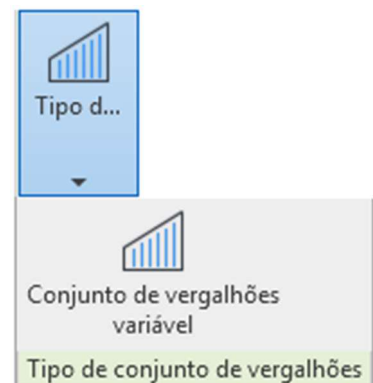 Tipo d...
Conjunto de vergalhões
variável
Tipo de conjunto de vergalhões